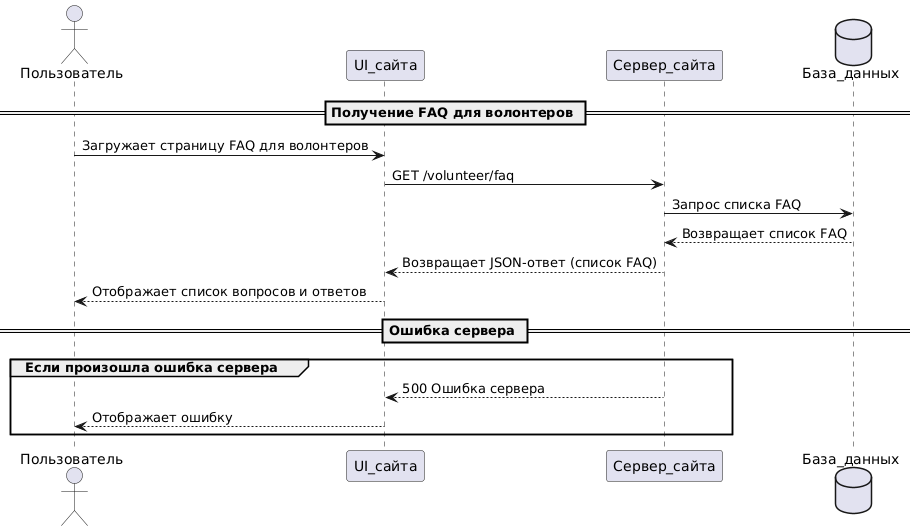 Пользователь
UI_сайта
Сервер_сайта
База_данных
Получение FAQ для волонтеров
Загружает страницу FAQ для волонтеров
GET /volunteer/faq
Запрос списка FAQ
Возвращает список FAQ
Возвращает JSON-ответ (список FAQ)
Отображает список вопросов и ответов
Ошибка сервера
Если произошла ошибка сервера
500 Ошибка сервера
Отображает ошибку
Пользователь
UI_сайта
Сервер_сайта
База_данных